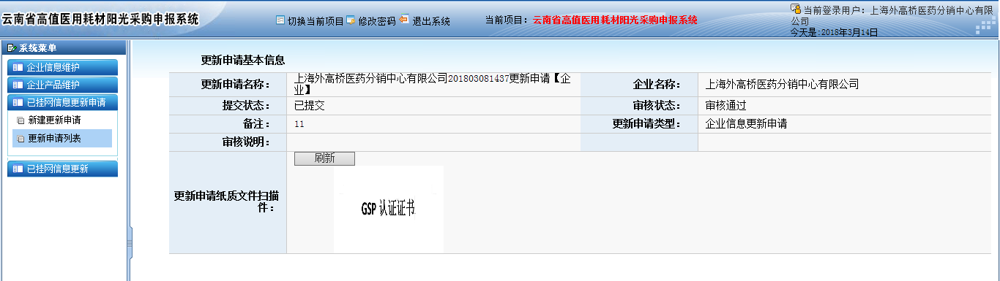 云南省高值医用耗材阳光采购申报系统
切换当前项目 修改密码 退出系统
当前项目：云南省高值医用耗材阳光采购申报系统
当前登录用户：上海外高桥医药分销中心有限
公司
今天是:2018年3月14日
系统菜单
企业信息维护
企业产品维护
已挂网信息更新申请
新建更新申请
更新申请列表
已挂网信息更新
更新申请基本信息
更新申请名称：
上海外高桥医药分销中心有限公司201803081437更新申请【企
业】
企业名称：
上海外高桥医药分销中心有限公司
提交状态：
已提交
审核状态：
审核通过
备注：
11
更新申请类型：
企业信息更新申请
审核说明：
更新申请纸质文件扫描
件：
刷新
GSP 认证证书